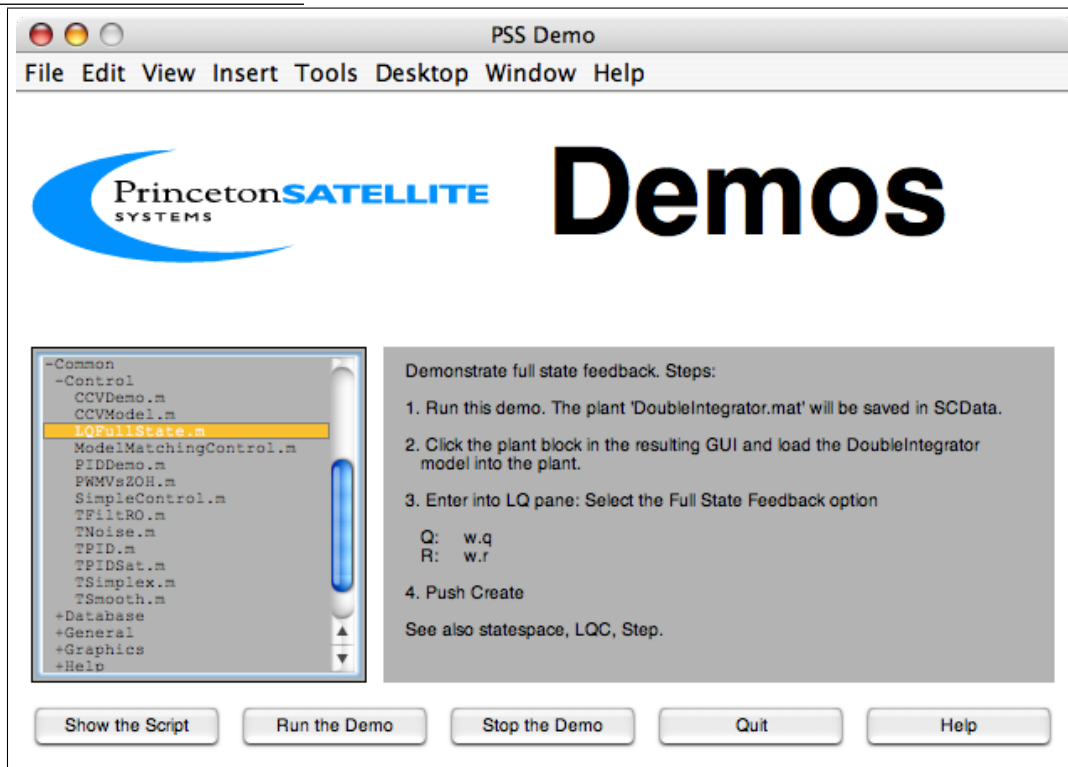 PSS Demo
File Edit View Insert Tools Desktop Window Help
PrincetonSATELLITE
SYSTEMS
Demos
-Common
-Control
CCVDemo.m
CCVModel.m
LQFullState.m
ModelMatchingControl.m
PIDDemo.m
PWMVsZOH.m
SimpleControl.m
TFiltRO.m
TNoise.m
TPID.m
TPIDSat.m
TSimplex.m
TSmooth.m
+Database
+General
+Graphics
+Help
Demonstrate full state feedback. Steps:
1. Run this demo. The plant 'DoubleIntegrator.mat' will be saved in SCData.
2. Click the plant block in the resulting GUI and load the DoubleIntegrator
model into the plant.
3. Enter into LQ pane: Select the Full State Feedback option
Q: w.q
R: w.r
4. Push Create
See also statespace, LQC, Step.
Show the Script
Run the Demo
Stop the Demo
Quit
Help